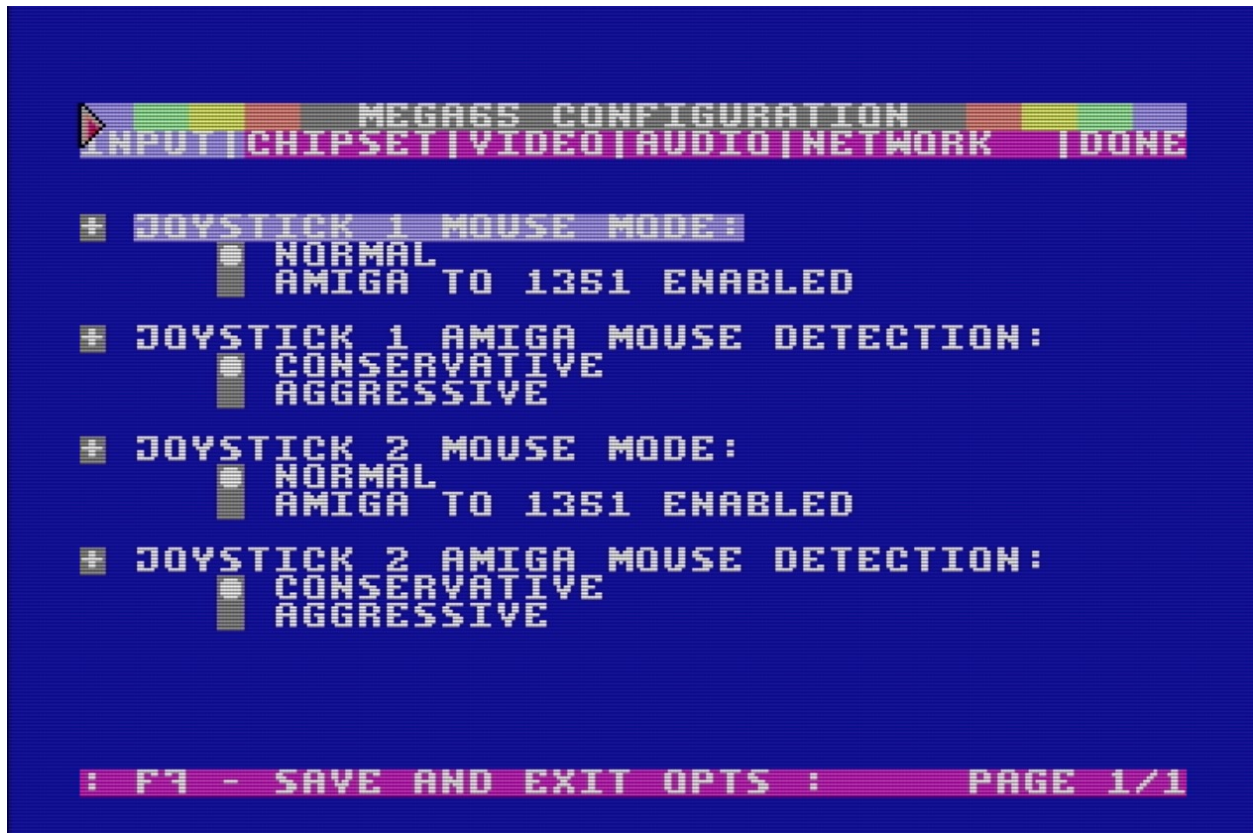 MEGA65 CONFIGURATION
INPUT|CHIPSET|VIDEO|AUDIO|NETWORK |DONE
+ JOYSTICK 1 MOUSE MODE:
NORMAL
AMIGA TO 1351 ENABLED
+ JOYSTICK 1 AMIGA MOUSE DETECTION:
CONSERVATIVE
AGGRESSIVE
+ JOYSTICK 2 MOUSE MODE:
NORMAL
AMIGA TO 1351 ENABLED
+ JOYSTICK 2 AMIGA MOUSE DETECTION:
CONSERVATIVE
AGGRESSIVE
: F7 - SAVE AND EXIT OPTS : PAGE 1/1